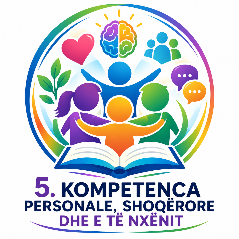 5. KOMPETENCA
PERSONALE, SHOQËRORE
DHE E TË NXËNIT